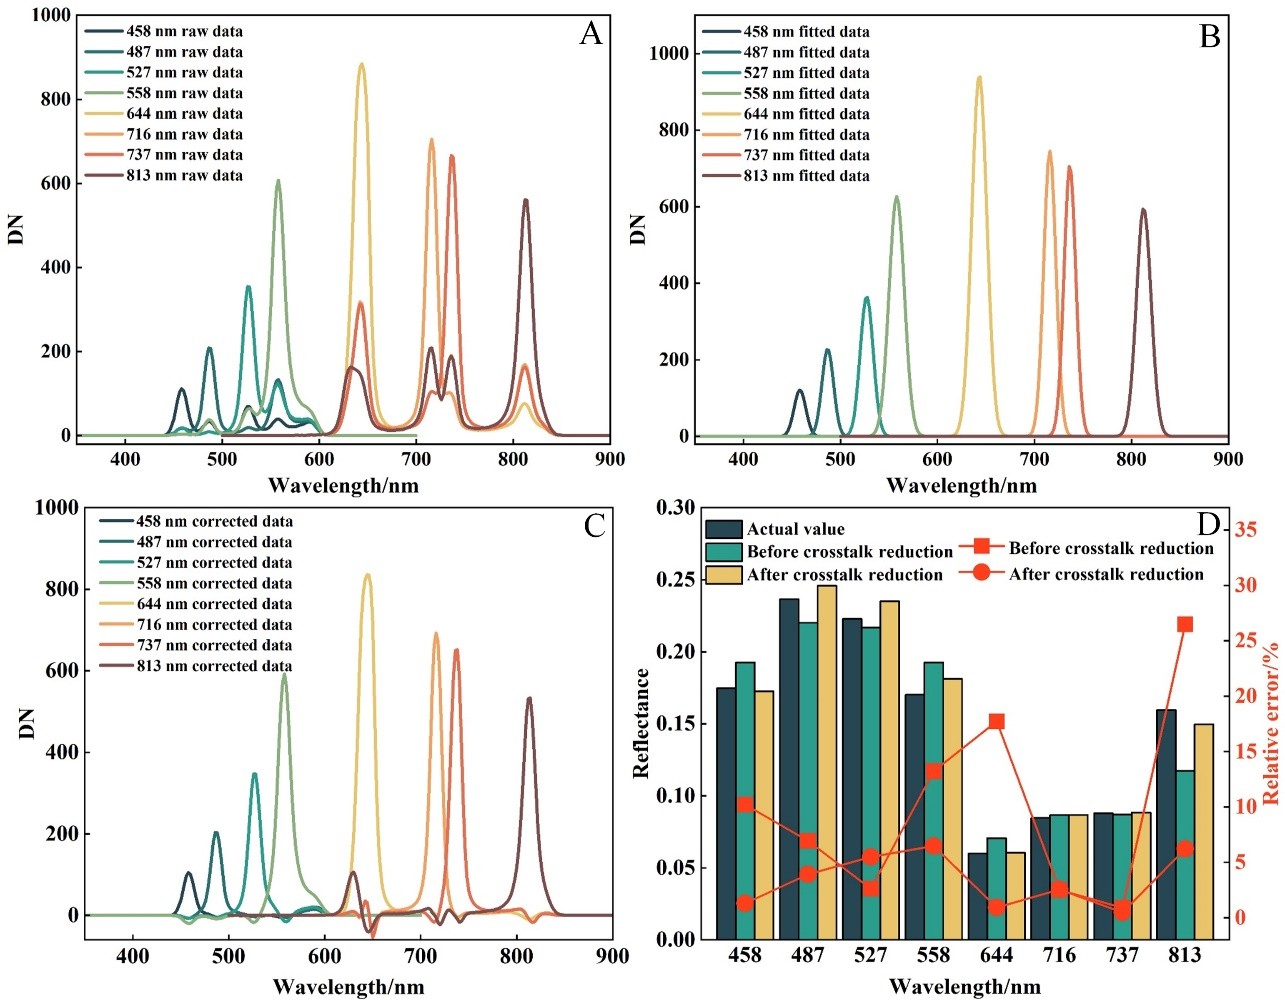 A
1000
800
600
400
200
0
DN
458 nm raw data
487 nm raw data
527 nm raw data
558 nm raw data
644 nm raw data
716 nm raw data
737 nm raw data
813 nm raw data
400 500 600 700 800 900
Wavelength/nm
B
1000
800
600
400
200
0
DN
458 nm fitted data
487 nm fitted data
527 nm fitted data
558 nm fitted data
644 nm fitted data
716 nm fitted data
737 nm fitted data
813 nm fitted data
400 500 600 700 800 900
Wavelength/nm
C
1000
800
600
400
200
0
DN
458 nm corrected data
487 nm corrected data
527 nm corrected data
558 nm corrected data
644 nm corrected data
716 nm corrected data
737 nm corrected data
813 nm corrected data
400 500 600 700 800 900
Wavelength/nm
D
0.30
0.25
0.20
0.15
0.10
0.05
0.00
Reflectance
Actual value
Before crosstalk reduction
After crosstalk reduction
Before crosstalk reduction
After crosstalk reduction
35
30
25
20
15
10
5
0
Relative error/%
458 487 527 558 644 716 737 813
Wavelength/nm